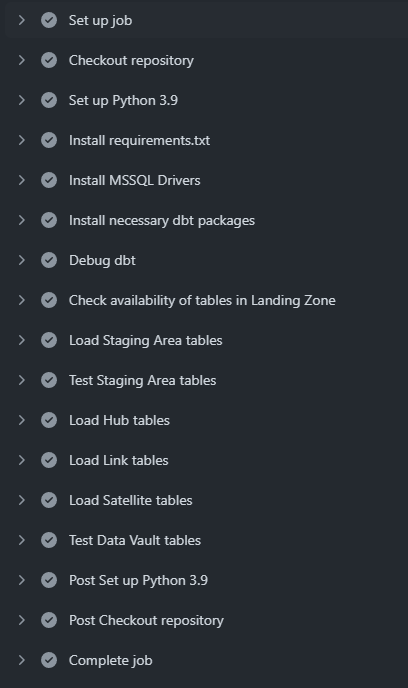 Set up job
Checkout repository
Set up Python 3.9
Install requirements.txt
Install MSSQL Drivers
Install necessary dbt packages
Debug dbt
Check availability of tables in Landing Zone
Load Staging Area tables
Test Staging Area tables
Load Hub tables
Load Link tables
Load Satellite tables
Test Data Vault tables
Post Set up Python 3.9
Post Checkout repository
Complete job